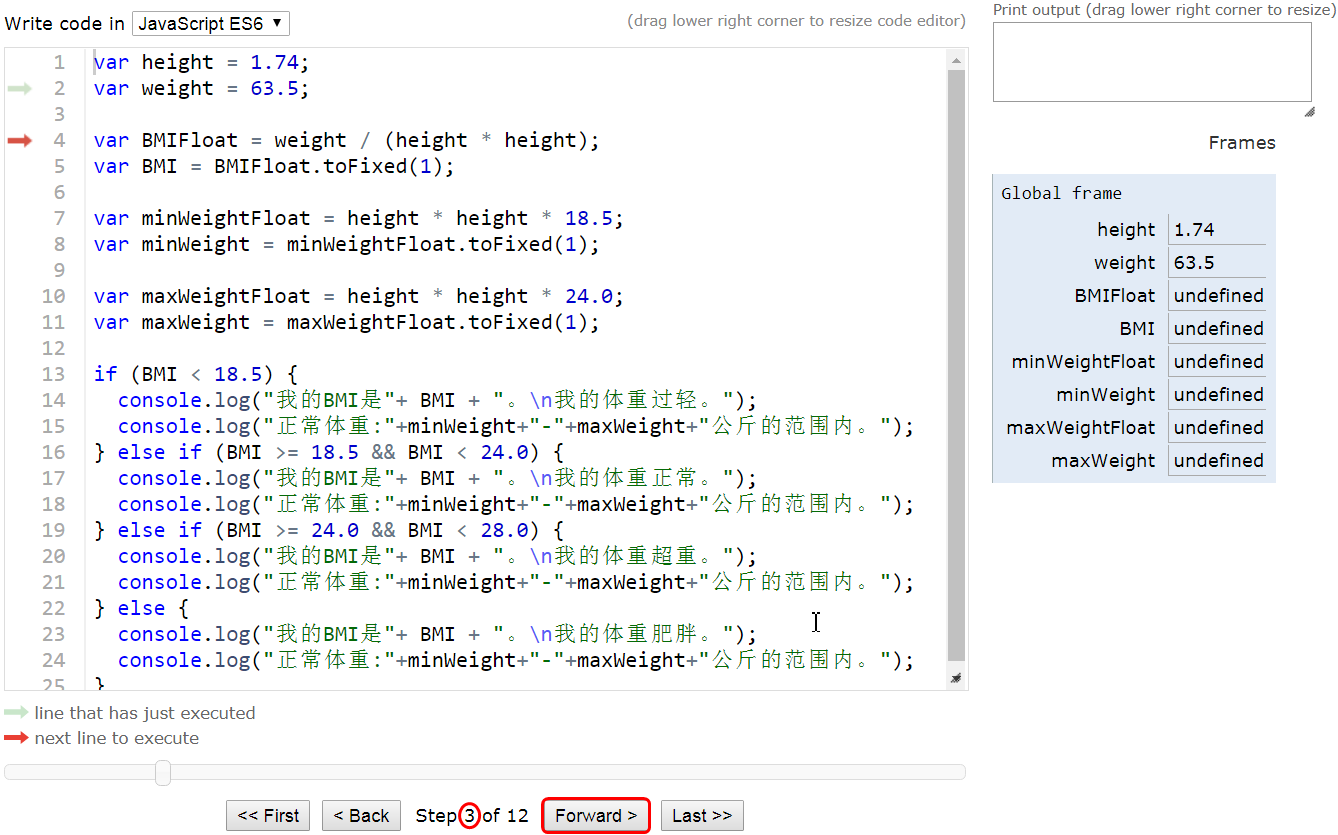 Write code in JavaScript ES6 ▼
(drag lower right corner to resize code editor)
1 var height = 1.74;
2 var weight = 63.5;
3
4 var BMIFloat = weight / (height * height);
5 var BMI = BMIFloat.toFixed(1);
6
7 var minWeightFloat = height * height * 18.5;
8 var minWeight = minWeightFloat.toFixed(1);
9
10 var maxWeightFloat = height * height * 24.0;
11 var maxWeight = maxWeightFloat.toFixed(1);
12
13 if (BMI < 18.5) {
14   console.log("我的BMI是"+ BMI + "。\n我的体重过轻。");
15   console.log("正常体重:"+minWeight+"-"+maxWeight+"公斤的范围内。");
16 } else if (BMI >= 18.5 && BMI < 24.0) {
17   console.log("我的BMI是"+ BMI + "。\n我的体重正常。");
18   console.log("正常体重:"+minWeight+"-"+maxWeight+"公斤的范围内。");
19 } else if (BMI >= 24.0 && BMI < 28.0) {
20   console.log("我的BMI是"+ BMI + "。\n我的体重超重。");
21   console.log("正常体重:"+minWeight+"-"+maxWeight+"公斤的范围内。");
22 } else {
23   console.log("我的BMI是"+ BMI + "。\n我的体重肥胖。");
24   console.log("正常体重:"+minWeight+"-"+maxWeight+"公斤的范围内。");
25 }
line that has just executed
next line to execute
<< First < Back Step 3 of 12 Forward > Last >>
Print output (drag lower right corner to resize)
Frames
Global frame
height 1.74
weight 63.5
BMIFloat undefined
BMI undefined
minWeightFloat undefined
minWeight undefined
maxWeightFloat undefined
maxWeight undefined